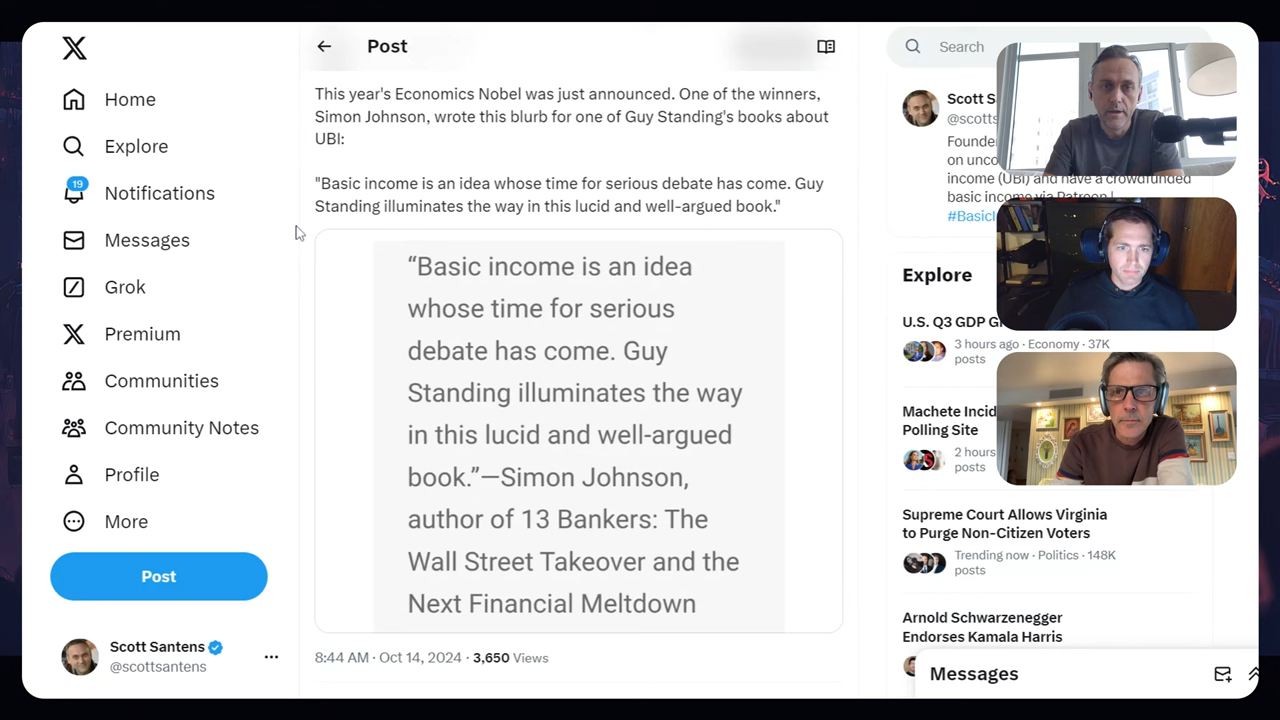 Home
Explore
19
Notifications
Messages
Grok
Premium
Communities
Community Notes
Profile
More
Post
Scott Santens
@scottsantens
Post
This year's Economics Nobel was just announced. One of the winners,
Simon Johnson, wrote this blurb for one of Guy Standing's books about
UBI:
"Basic income is an idea whose time for serious debate has come. Guy
Standing illuminates the way in this lucid and well-argued book."
“Basic income is an idea
whose time for serious
debate has come. Guy
Standing illuminates the way
in this lucid and well-argued
book.”—Simon Johnson,
author of 13 Bankers: The
Wall Street Takeover and the
Next Financial Meltdown
8:44 AM · Oct 14, 2024 · 3,650 Views
Search
Scott
on
income (UBI) and have a crowdfunded
basic income via Patreon
Explore
U.S. Q3 GDP
3 hours ago · Economy · 37K
posts
Machete
Polling Site
2 hours
posts
Supreme Court Allows Virginia
to Purge Non-Citizen Voters
Trending now · Politics · 148K
posts
Arnold Schwarzenegger
Endorses Kamala Harris
Messages